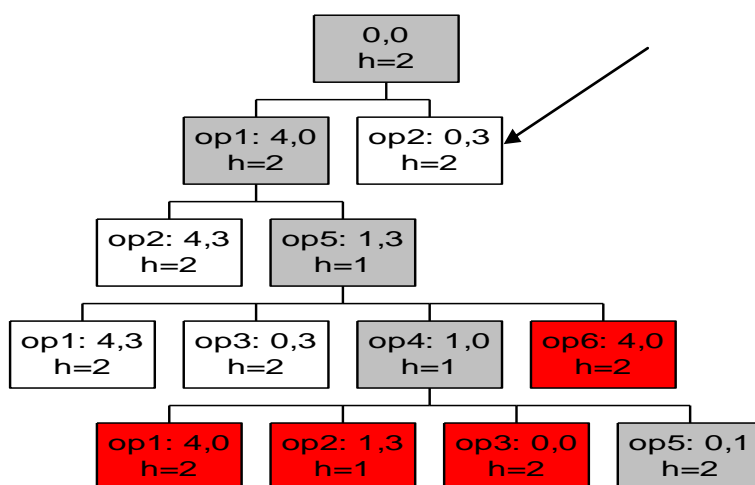 0,0
h=2
op1: 4,0
h=2
op2: 0,3
h=2
op2: 4,3
h=2
op5: 1,3
h=1
op1: 4,3
h=2
op3: 0,3
h=2
op4: 1,0
h=1
op6: 4,0
h=2
op1: 4,0
h=2
op2: 1,3
h=1
op3: 0,0
h=2
op5: 0,1
h=2